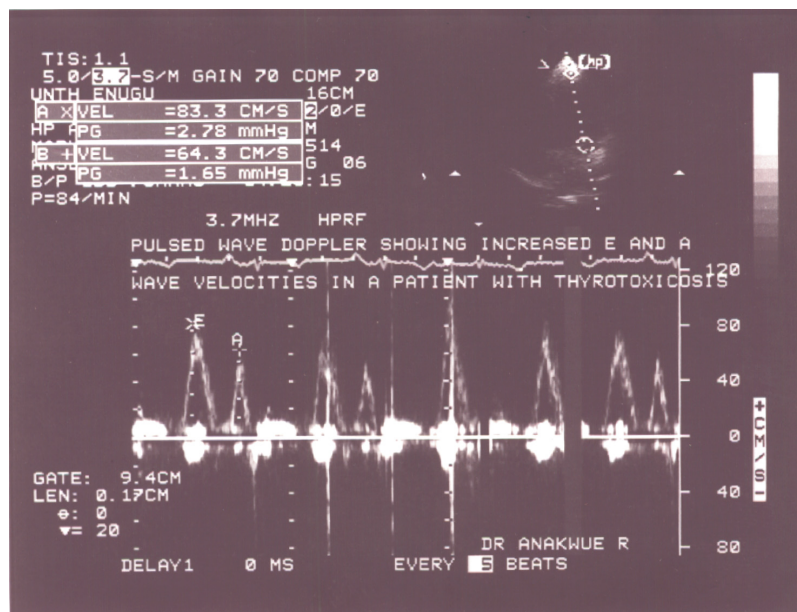 TIS:1.1
5.0/3.7-S/M GAIN 70 COMP 70
UNTH ENUGU 16CM
A × VEL =83.3 CM/S 2/0/E
PG =2.78 mmHg M
B + VEL =64.3 CM/S 514
PG =1.65 mmHg G 06
B/P :15
P=84/MIN
(hp)
3.7MHZ HPRF
PULSED WAVE DOPPLER SHOWING INCREASED E AND A
WAVE VELOCITIES IN A PATIENT WITH THYROTOXICOSIS
120
E
80
A
40
0
+CM/S-
40
80
GATE: 9.4CM
LEN: 0.17CM
θ: 0
▼= 20
DR ANAKWUE R
DELAY1 0 MS EVERY 5 BEATS